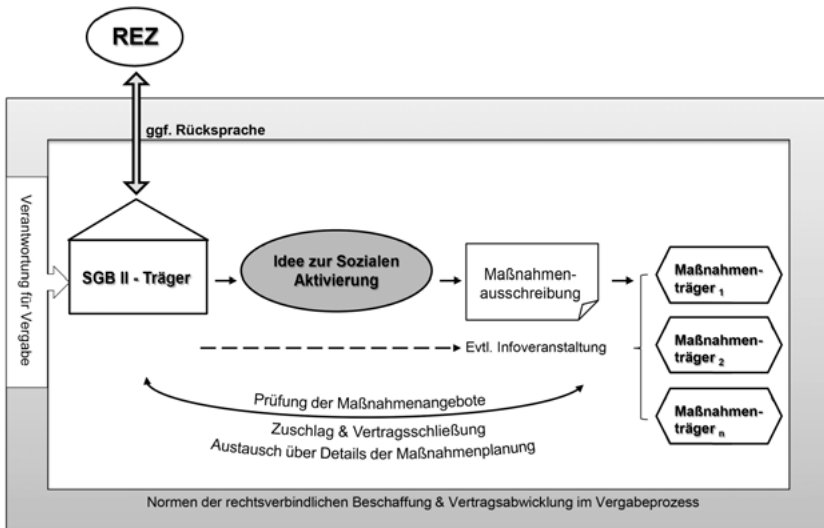 REZ
ggf. Rücksprache
Verantwortung für Vergabe
SGB II - Träger
Idee zur Sozialen
Aktivierung
Maßnahmen-
ausschreibung
Maßnahmen-
träger 1
Maßnahmen-
träger 2
Maßnahmen-
träger n
Evtl. Infoveranstaltung
Prüfung der Maßnahmenangebote
Zuschlag & Vertragsschließung
Austausch über Details der Maßnahmenplanung
Normen der rechtsverbindlichen Beschaffung & Vertragsabwicklung im Vergabeprozess